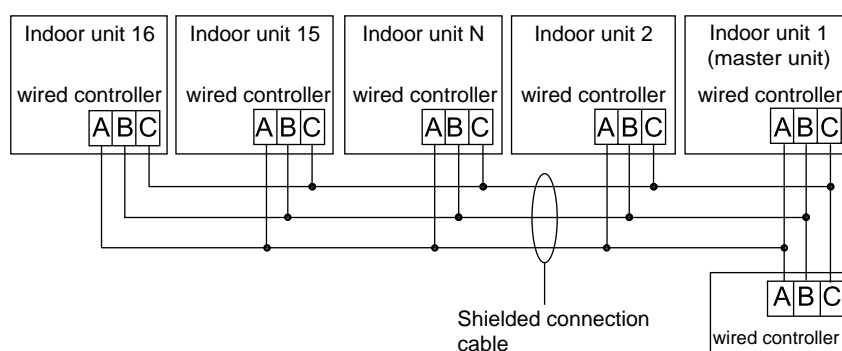 Indoor unit 16
Indoor unit 15
Indoor unit N
Indoor unit 2
Indoor unit 1
(master unit)
wired controller
wired controller
wired controller
wired controller
wired controller
A B C
A B C
A B C
A B C
A B C
A B C
wired controller
Shielded connection
cable